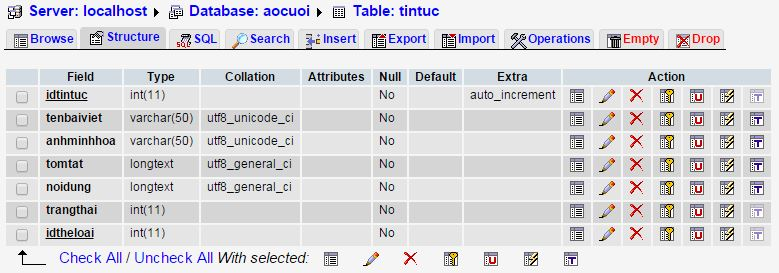 Server: localhost Database: aocuoi Table: tintuc
Browse Structure SQL Search Insert Export Import Operations Empty Drop
Field Type Collation Attributes Null Default Extra Action
idtintuc int(11) No auto_increment
tenbaiviet varchar(50) utf8_unicode_ci No
anhminhhoa varchar(50) utf8_unicode_ci No
tomtat longtext utf8_general_ci No
noidung longtext utf8_general_ci No
trangthai int(11) No
idtheloai int(11) No
Check All / Uncheck All With selected: